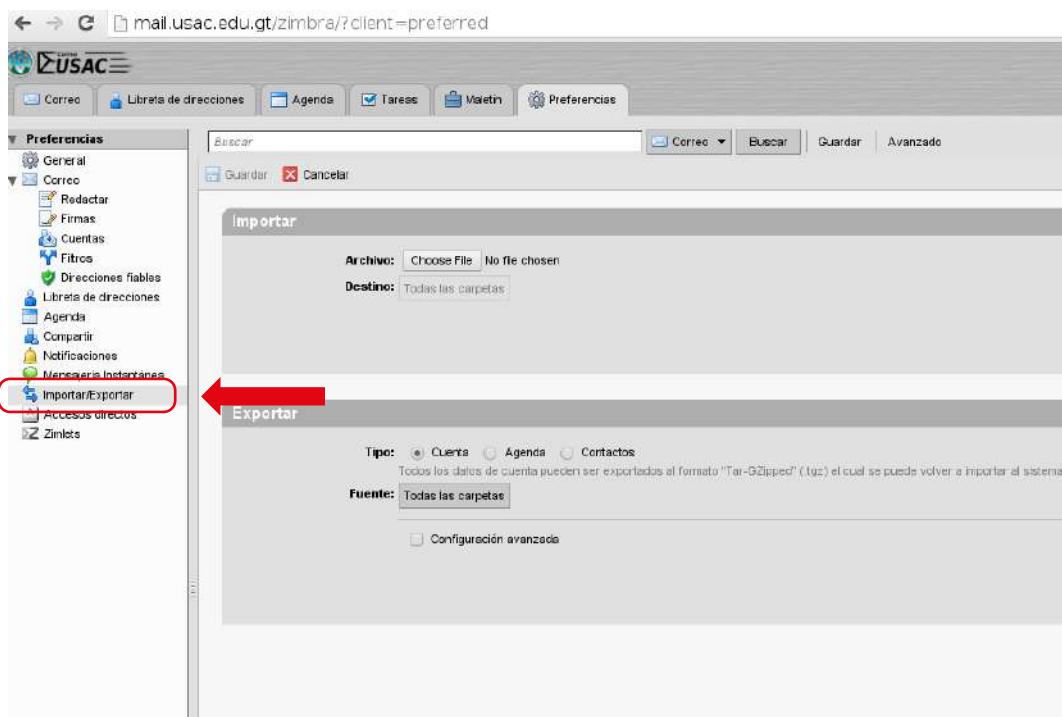 mail.usac.edu.gt/zimbra/?client=preferred
USAC
Correo Libreta de direcciones Agenda Tareas Maletín Preferencias
Preferencias
Buscar Correo Buscar Guardar Avanzado
General
Correo
Guardar Cancelar
Redactar
Firmas
Cuentas
Filtros
Direcciones fiables
Libreta de direcciones
Agenda
Compartir
Notificaciones
Mensajería Instantánea
Importar/Exportar
Accesos directos
Zimlets
Importar
Archivo: Choose File No file chosen
Destino: Todas las carpetas
Exportar
Tipo: Cuenta Agenda Contactos
Todos los datos de cuenta pueden ser exportados al formato "Tar-GZipped" (.tgz) el cual se puede volver a importar al sistema
Fuente: Todas las carpetas
Configuración avanzada